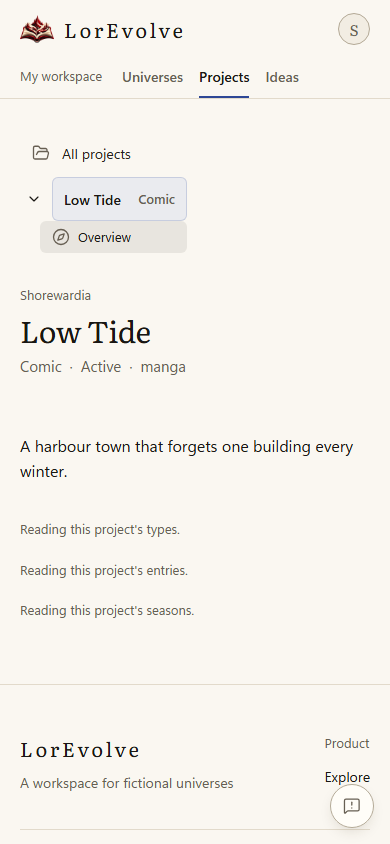 LorEvolve
S
My workspace Universes Projects Ideas
All projects
Low Tide Comic
Overview
Shorewardia
Low Tide
Comic · Active · manga
A harbour town that forgets one building every
winter.
Reading this project's types.
Reading this project's entries.
Reading this project's seasons.
LorEvolve
A workspace for fictional universes
Product
Explore